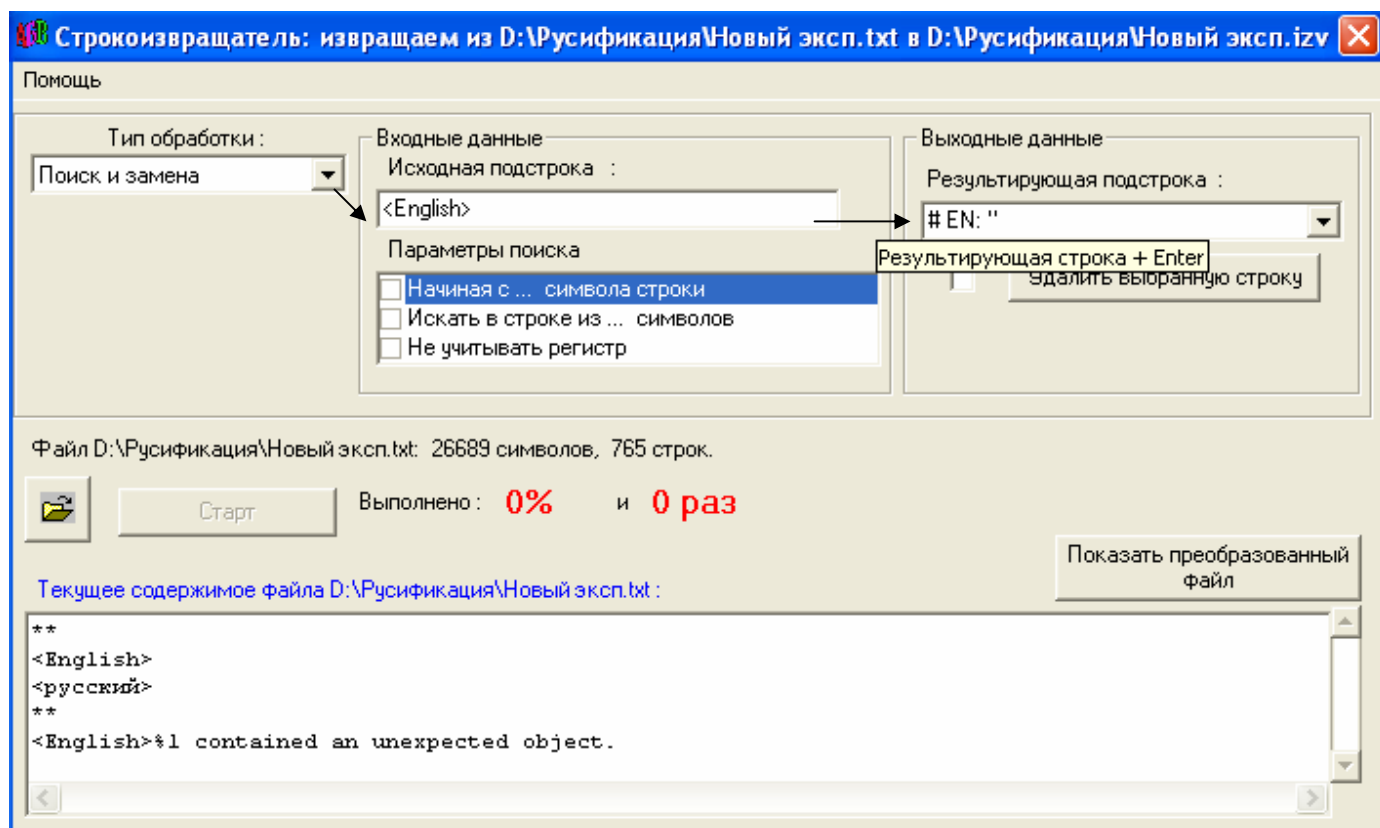 Строкоизвращатель: извращаем из D:\Русификация\Новый эксп.txt в D:\Русификация\Новый эксп.izv
Помощь
Тип обработки :
Поиск и замена
Входные данные
Исходная подстрока :
<English>
Параметры поиска
Начиная с ... символа строки
Искать в строке из ... символов
Не учитывать регистр
Выходные данные
Результирующая подстрока :
# EN: ''
Результирующая строка + Enter
Удалить выбранную строку
Файл D:\Русификация\Новый эксп.txt: 26689 символов, 765 строк.
Старт
Выполнено : 0% и 0 раз
Показать преобразованный
файл
Текущее содержимое файла D:\Русификация\Новый эксп.txt :
**
<English>
<русский>
**
<English>%1 contained an unexpected object.